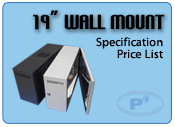 19" WALL MOUNT
Specification
Price List